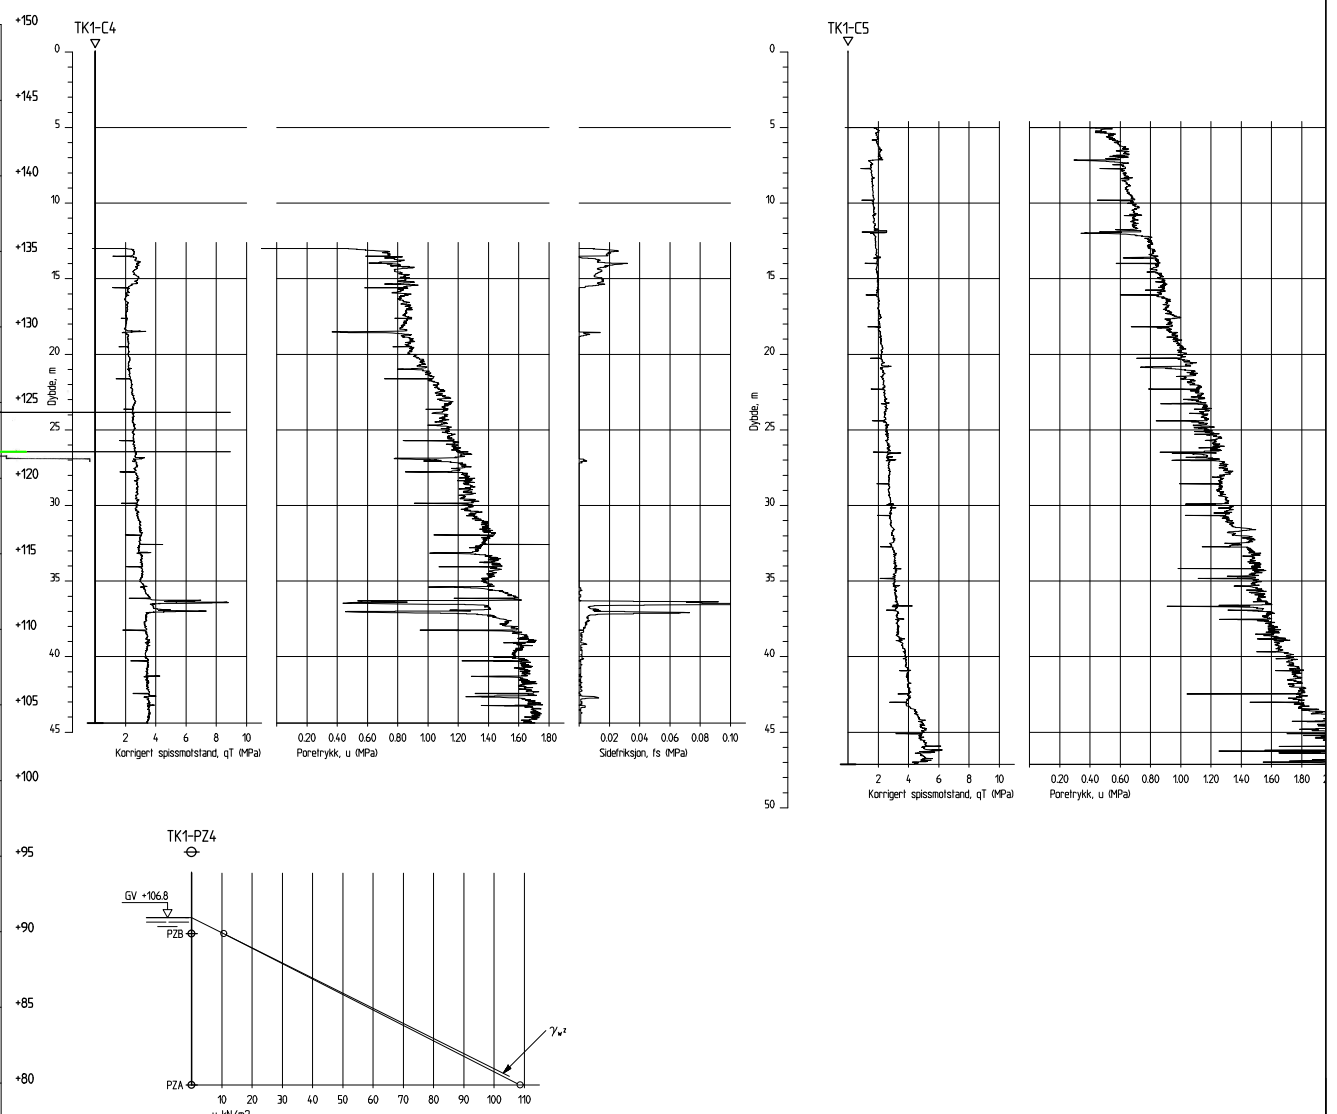 +150
+145
+140
+135
+130
+125
+120
+115
+110
+105
+100
+95
+90
+85
+80
TK1-C4
0
5
10
15
20
25
30
35
40
45
Dybde, m
2 4 6 8 10
Korrigert spissmotstand, qT (MPa)
0.20 0.40 0.60 0.80 1.00 1.20 1.40 1.60 1.80
Poretrykk, u (MPa)
0.02 0.04 0.06 0.08 0.10
Sidefriksjon, fs (MPa)
TK1-C5
0
5
10
15
20
25
30
35
40
45
50
Dybde, m
2 4 6 8 10
Korrigert spissmotstand, qT (MPa)
0.20 0.40 0.60 0.80 1.00 1.20 1.40 1.60 1.80
Poretrykk, u (MPa)
TK1-PZ4
GV +106.8
PZB
PZA
γwz
10 20 30 40 50 60 70 80 90 100 110